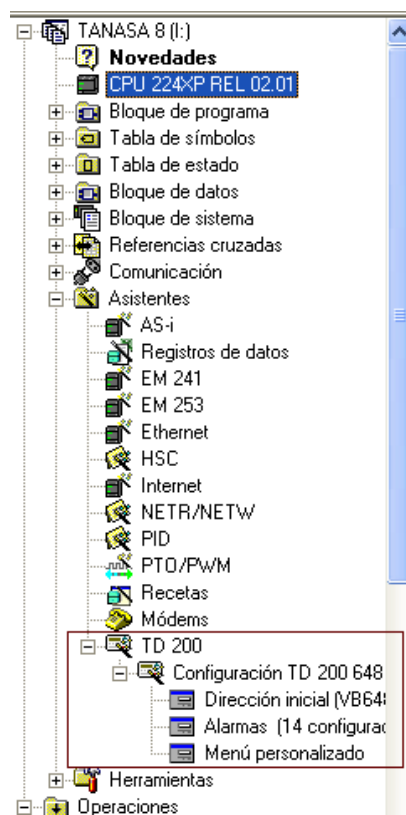 TANASA 8 (I:)
Novedades
CPU 224XP REL 02.01
Bloque de programa
Tabla de símbolos
Tabla de estado
Bloque de datos
Bloque de sistema
Referencias cruzadas
Comunicación
Asistentes
AS-i
Registros de datos
EM 241
EM 253
Ethernet
HSC
Internet
NETR/NETW
PID
PTO/PWM
Recetas
Módems
TD 200
Configuración TD 200 648
Dirección inicial (VB648
Alarmas (14 configurac
Menú personalizado
Herramientas
Operaciones